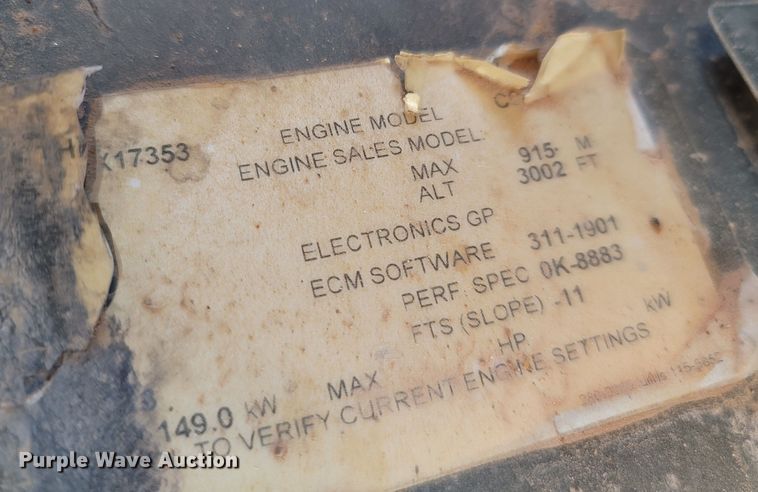 ENGINE MODEL
X17353 ENGINE SALES MODEL
MAX 915 M
ALT 3002 FT
ELECTRONICS GP
ECM SOFTWARE 311-1901
PERF. SPEC 0K-8883
FTS (SLOPE) -11
HP kW
149.0 kW MAX
TO VERIFY CURRENT ENGINE SETTINGS
Purple Wave Auction